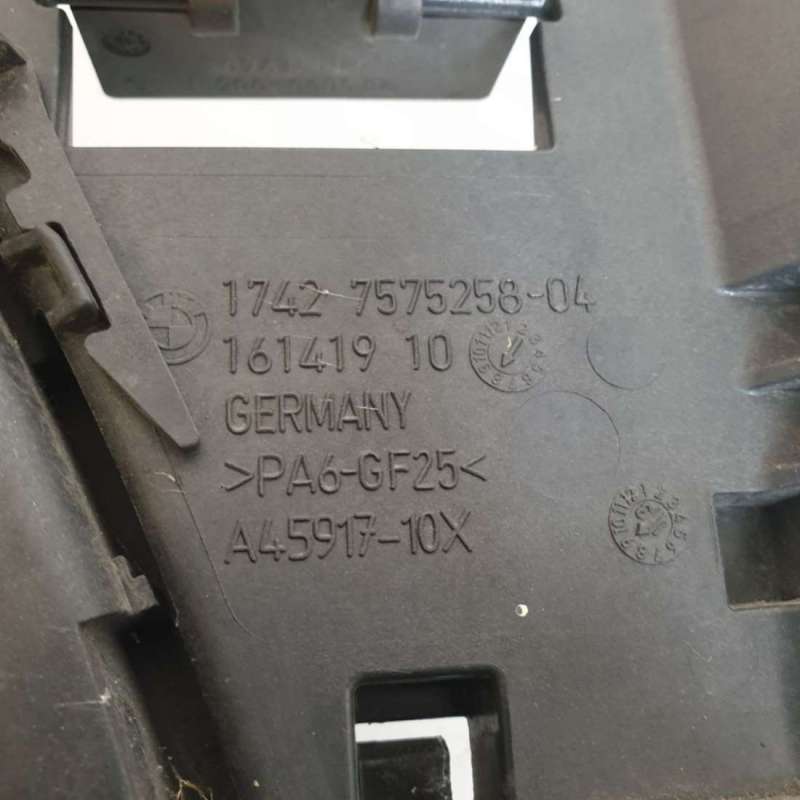 1742 7575258-04
161419 10
GERMANY
>PA6-GF25<
A45917-10X